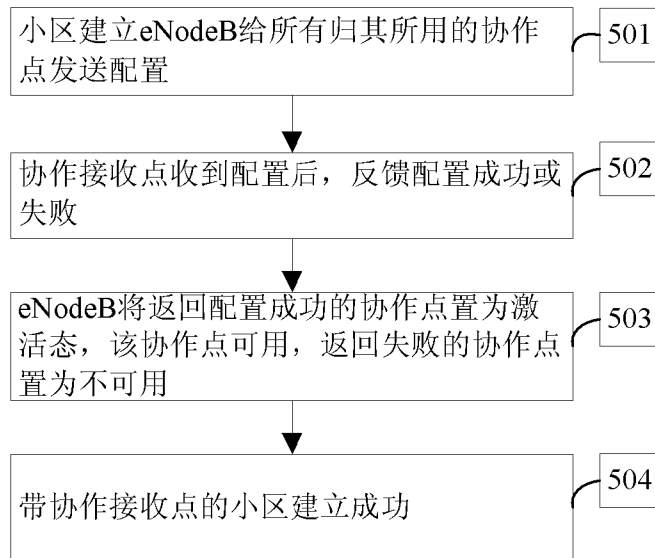 小区建立eNodeB给所有归其所用的协作
点发送配置
501
协作接收点收到配置后，反馈配置成功或
失败
502
eNodeB将返回配置成功的协作点置为激
活态，该协作点可用，返回失败的协作点
置为不可用
503
带协作接收点的小区建立成功
504